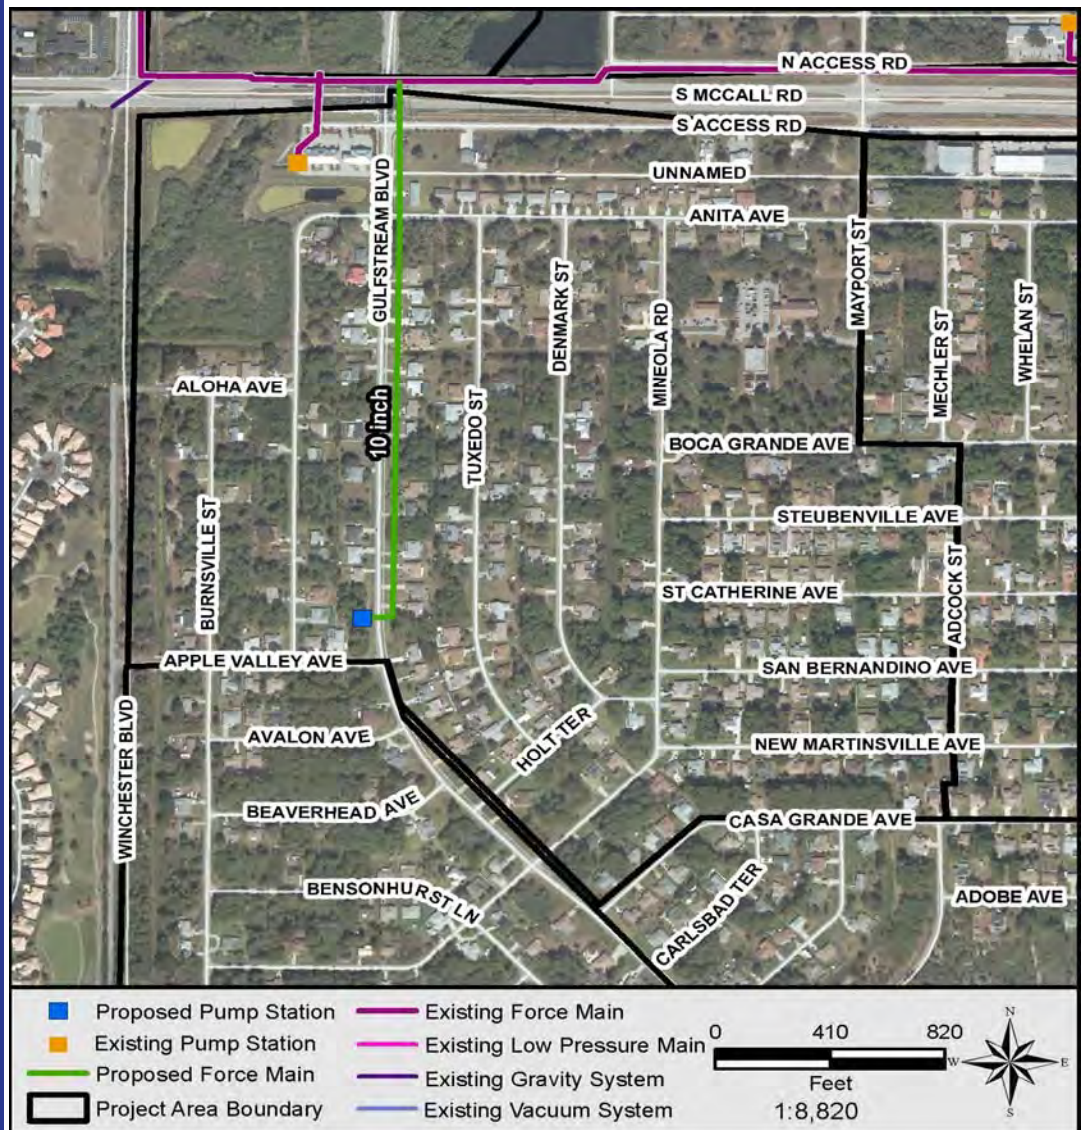 N ACCESS RD
S MCCALL RD
S ACCESS RD
UNNAMED
ANITA AVE
GULFSTREAM BLVD
MAYPORT ST
DENMARK ST
MINEOLA RD
MECHLER ST
WHELAN ST
ALOHA AVE
10 inch
TUXEDO ST
BOCA GRANDE AVE
BURNSVILLE ST
STEUBENVILLE AVE
ST CATHERINE AVE
ADCOCK ST
APPLE VALLEY AVE
SAN BERNANDINO AVE
WINCHESTER BLVD
AVALON AVE
HOLT TER
NEW MARTINSVILLE AVE
BEAVERHEAD AVE
CASA GRANDE AVE
BENSONHURST LN
CARLSBAD TER
ADOBE AVE
Proposed Pump Station
Existing Pump Station
Proposed Force Main
Project Area Boundary
Existing Force Main
Existing Low Pressure Main
Existing Gravity System
Existing Vacuum System
0 410 820
Feet
1:8,820
N
W E
S